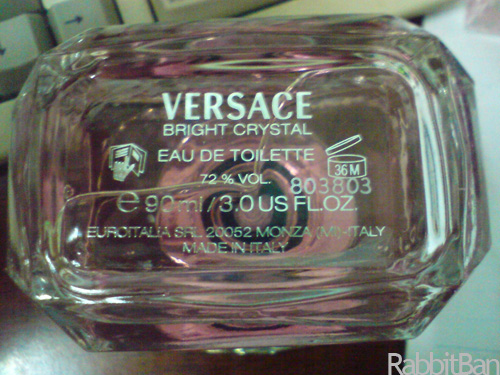 VERSACE
BRIGHT CRYSTAL
EAU DE TOILETTE
36 M
72 % VOL.
803803
℮ 90 ml / 3.0 US FL.OZ.
EUROITALIA SRL 20052 MONZA (MI)-ITALY
MADE IN ITALY
RabbitBan